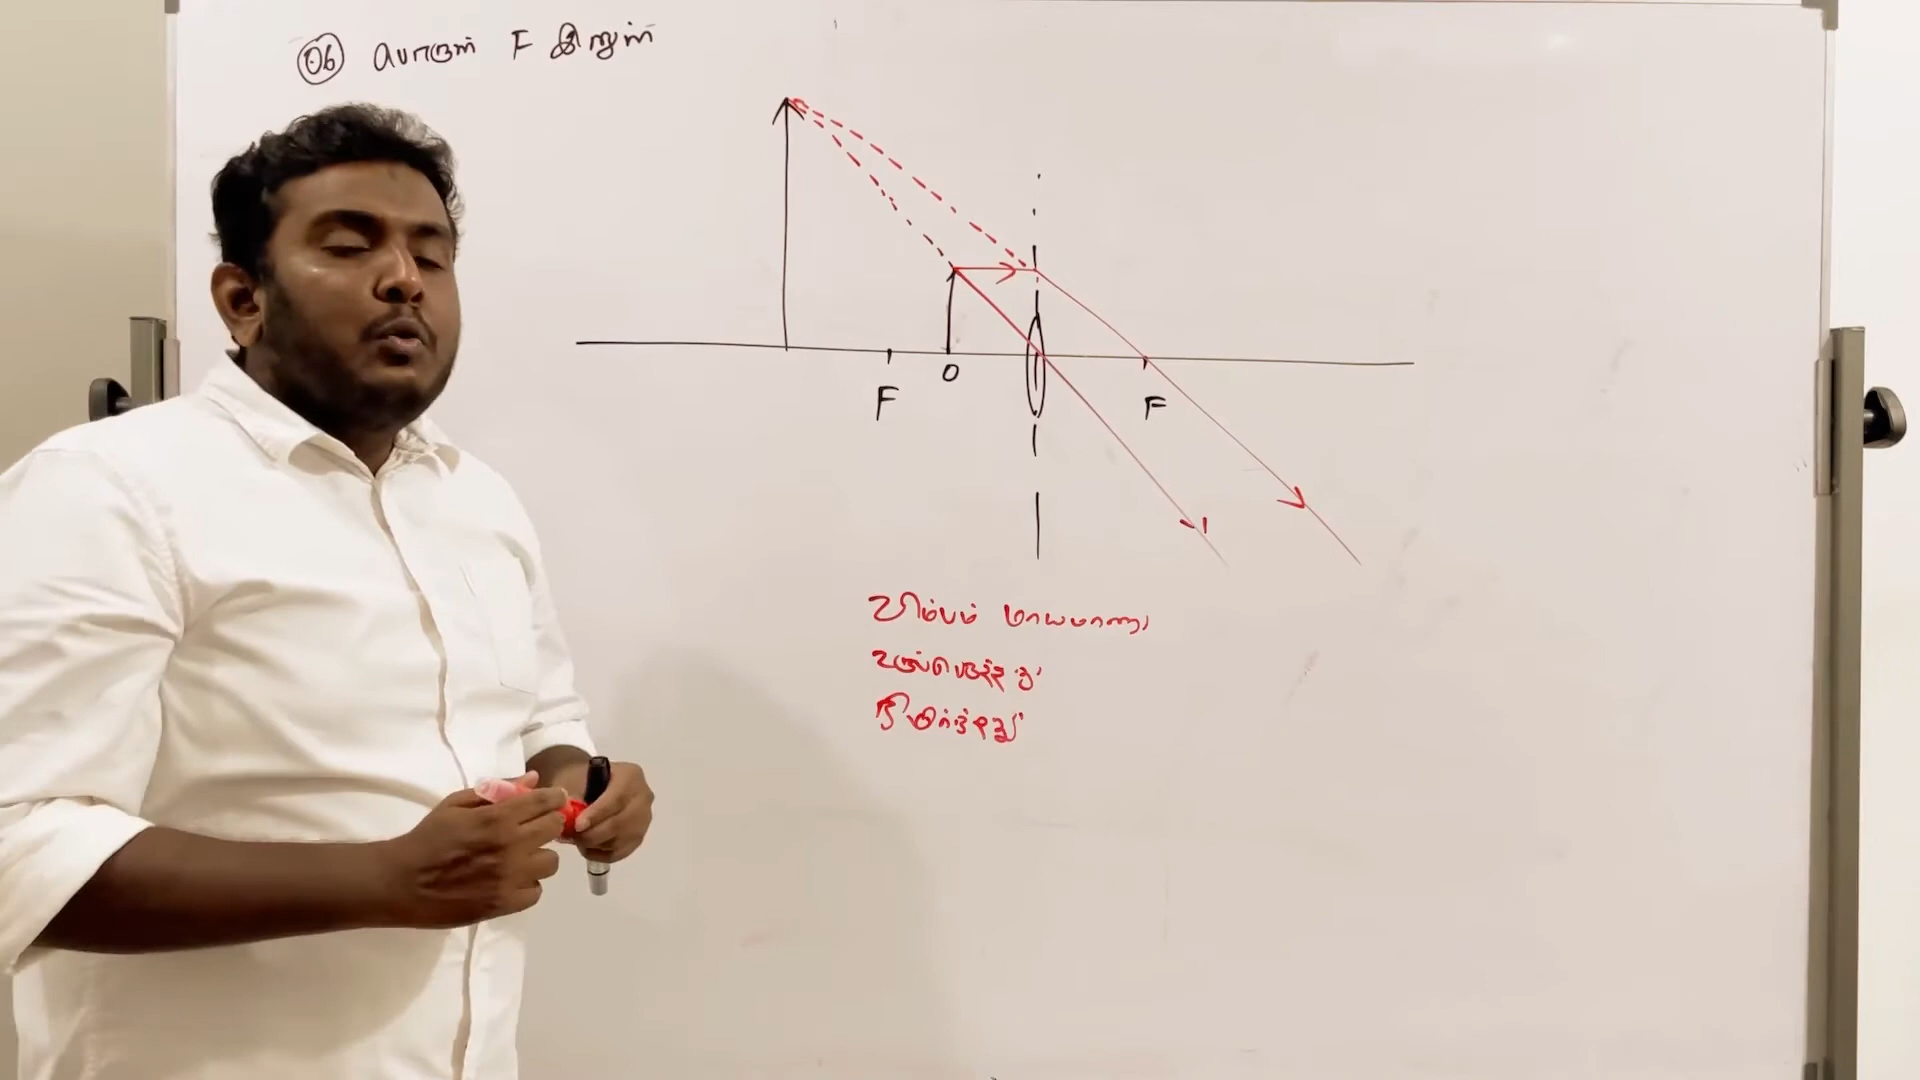 06 பொருள் F இனுள்
F
O
F
விம்பம் மாயமானது
உருப்பெருத்தது
நிமிர்ந்தது